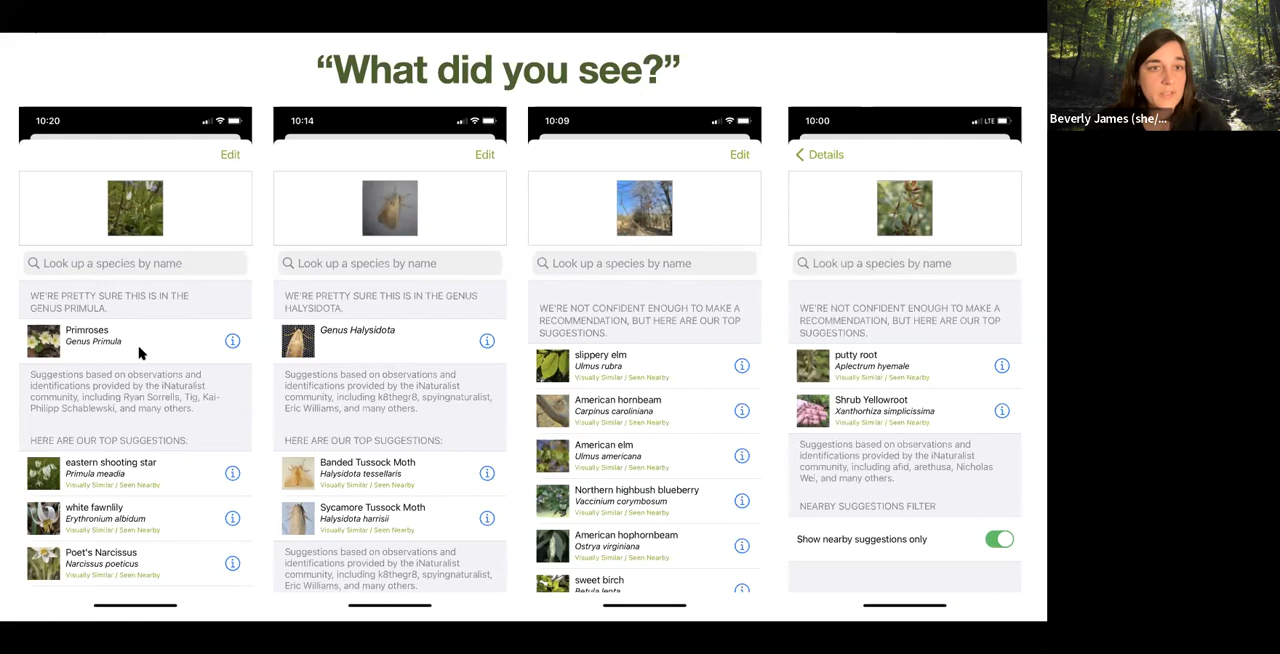 “What did you see?”
10:20
Edit
Look up a species by name
WE'RE PRETTY SURE THIS IS IN THE
GENUS PRIMULA.
Primroses
Genus Primula
Suggestions based on observations and
identifications provided by the iNaturalist
community, including Ryan Sorrells, Tig, Kai-
Philipp Schablewski, and many others.
HERE ARE OUR TOP SUGGESTIONS:
eastern shooting star
Primula meadia
Visually Similar / Seen Nearby
white fawnlily
Erythronium albidum
Visually Similar / Seen Nearby
Poet's Narcissus
Narcissus poeticus
Visually Similar / Seen Nearby
10:14
Edit
Look up a species by name
WE'RE PRETTY SURE THIS IS IN THE GENUS
HALYSIDOTA.
Genus Halysidota
Suggestions based on observations and
identifications provided by the iNaturalist
community, including k8thegr8, spyingnaturalist,
Eric Williams, and many others.
HERE ARE OUR TOP SUGGESTIONS:
Banded Tussock Moth
Halysidota tessellaris
Visually Similar / Seen Nearby
Sycamore Tussock Moth
Halysidota harrisii
Visually Similar / Seen Nearby
Suggestions based on observations and
identifications provided by the iNaturalist
community, including k8thegr8, spyingnaturalist,
Eric Williams, and many others.
10:09
Edit
Look up a species by name
WE'RE NOT CONFIDENT ENOUGH TO MAKE A
RECOMMENDATION, BUT HERE ARE OUR TOP
SUGGESTIONS.
slippery elm
Ulmus rubra
Visually Similar / Seen Nearby
American hornbeam
Carpinus caroliniana
Visually Similar / Seen Nearby
American elm
Ulmus americana
Visually Similar / Seen Nearby
Northern highbush blueberry
Vaccinium corymbosum
Visually Similar / Seen Nearby
American hophornbeam
Ostrya virginiana
Visually Similar / Seen Nearby
sweet birch
Betula lenta
10:00
LTE
Details
Look up a species by name
WE'RE NOT CONFIDENT ENOUGH TO MAKE A
RECOMMENDATION, BUT HERE ARE OUR TOP
SUGGESTIONS.
putty root
Aplectrum hyemale
Visually Similar / Seen Nearby
Shrub Yellowroot
Xanthorhiza simplicissima
Visually Similar / Seen Nearby
Suggestions based on observations and
identifications provided by the iNaturalist
community, including afid, arethusa, Nicholas
Wei, and many others.
NEARBY SUGGESTIONS FILTER
Show nearby suggestions only
Beverly James (she/...